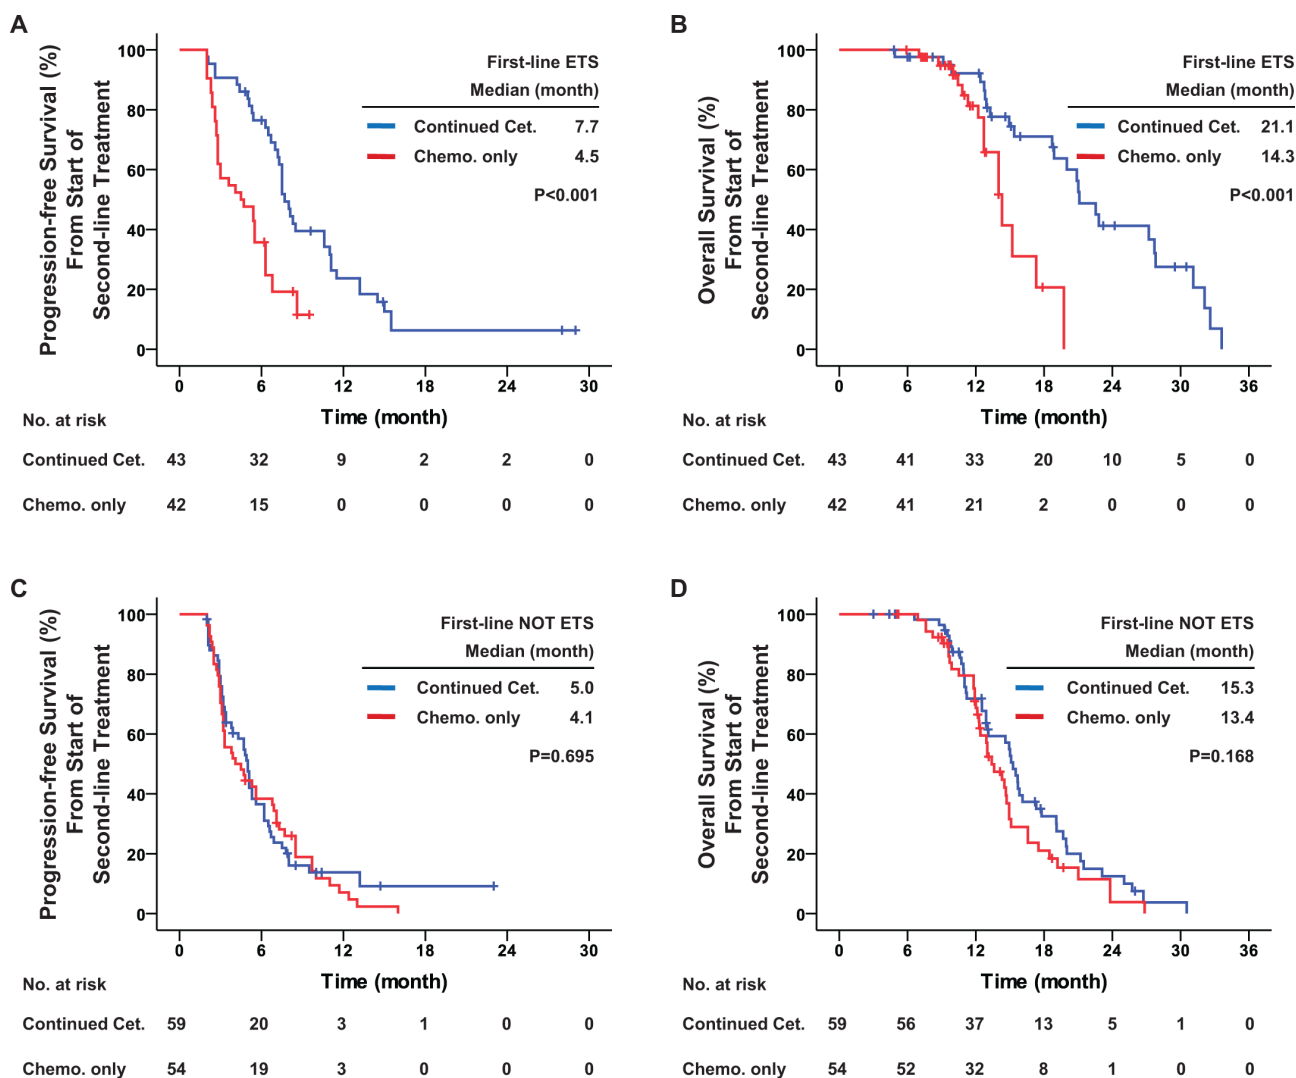 A
Progression-free Survival (%)
From Start of
Second-line Treatment
100
80
60
40
20
0
First-line ETS
Median (month)
Continued Cet. 7.7
Chemo. only 4.5
P<0.001
0 6 12 18 24 30
No. at risk
Time (month)
Continued Cet. 43 32 9 2 2 0
Chemo. only 42 15 0 0 0 0
B
Overall Survival (%)
From Start of
Second-line Treatment
100
80
60
40
20
0
First-line ETS
Median (month)
Continued Cet. 21.1
Chemo. only 14.3
P<0.001
0 6 12 18 24 30 36
No. at risk
Time (month)
Continued Cet. 43 41 33 20 10 5 0
Chemo. only 42 41 21 2 0 0 0
C
Progression-free Survival (%)
From Start of
Second-line Treatment
100
80
60
40
20
0
First-line NOT ETS
Median (month)
Continued Cet. 5.0
Chemo. only 4.1
P=0.695
0 6 12 18 24 30
No. at risk
Time (month)
Continued Cet. 59 20 3 1 0 0
Chemo. only 54 19 3 0 0 0
D
Overall Survival (%)
From Start of
Second-line Treatment
100
80
60
40
20
0
First-line NOT ETS
Median (month)
Continued Cet. 15.3
Chemo. only 13.4
P=0.168
0 6 12 18 24 30 36
No. at risk
Time (month)
Continued Cet. 59 56 37 13 5 1 0
Chemo. only 54 52 32 8 1 0 0